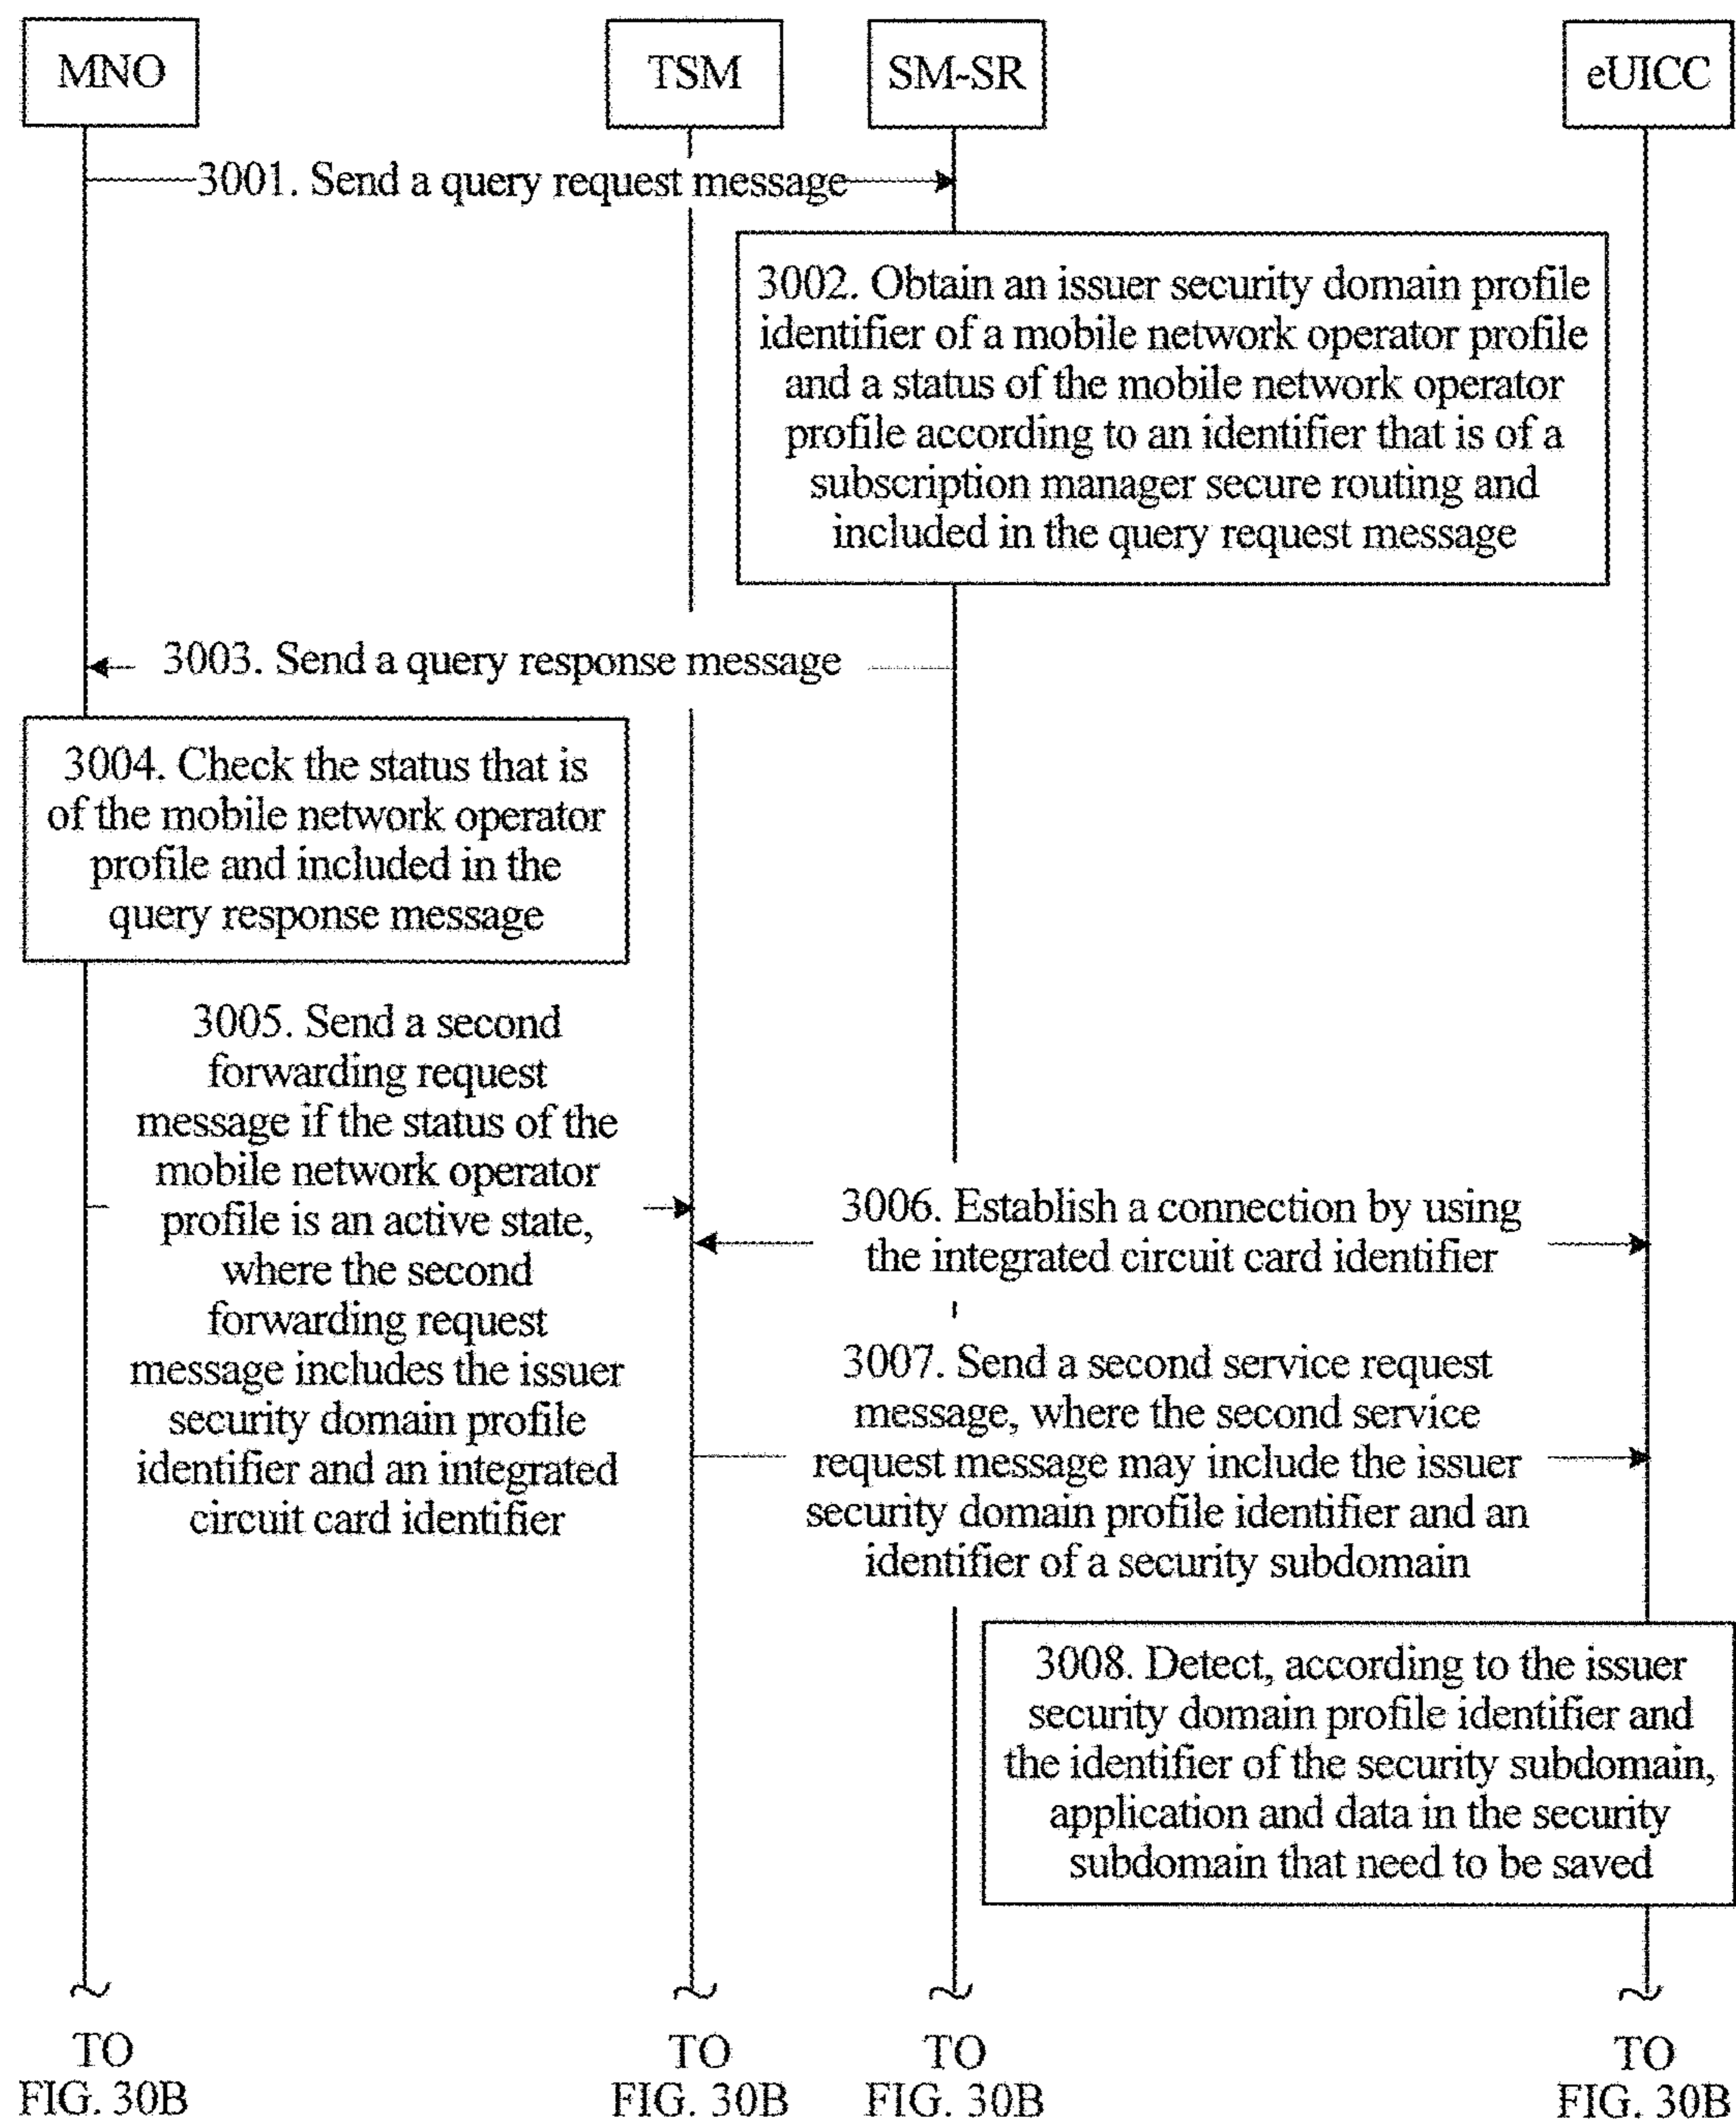 MNO
TSM
SM-SR
eUICC
3001. Send a query request message
3002. Obtain an issuer security domain profile
identifier of a mobile network operator profile
and a status of the mobile network operator
profile according to an identifier that is of a
subscription manager secure routing and
included in the query request message
3003. Send a query response message
3004. Check the status that is
of the mobile network operator
profile and included in the
query response message
3005. Send a second
forwarding request
message if the status of the
mobile network operator
profile is an active state,
where the second
forwarding request
message includes the issuer
security domain profile
identifier and an integrated
circuit card identifier
3006. Establish a connection by using
the integrated circuit card identifier
3007. Send a second service request
message, where the second service
request message may include the issuer
security domain profile identifier and an
identifier of a security subdomain
3008. Detect, according to the issuer
security domain profile identifier and
the identifier of the security subdomain,
application and data in the security
subdomain that need to be saved
TO
FIG. 30B
TO
FIG. 30B
TO
FIG. 30B
TO
FIG. 30B